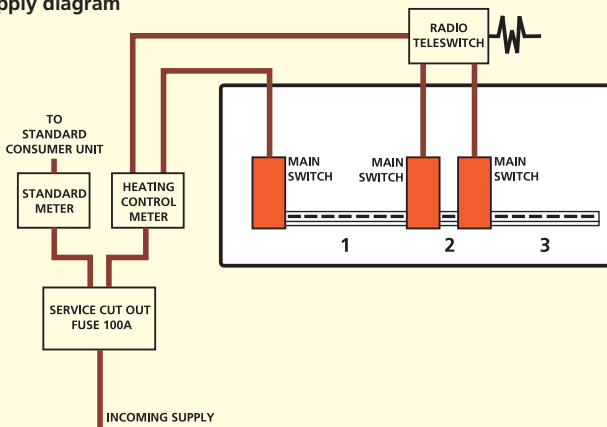 pply diagram
RADIO
TELESWITCH
TO
STANDARD
CONSUMER UNIT
STANDARD
METER
HEATING
CONTROL
METER
MAIN
SWITCH
MAIN
SWITCH
MAIN
SWITCH
1
2
3
SERVICE CUT OUT
FUSE 100A
INCOMING SUPPLY